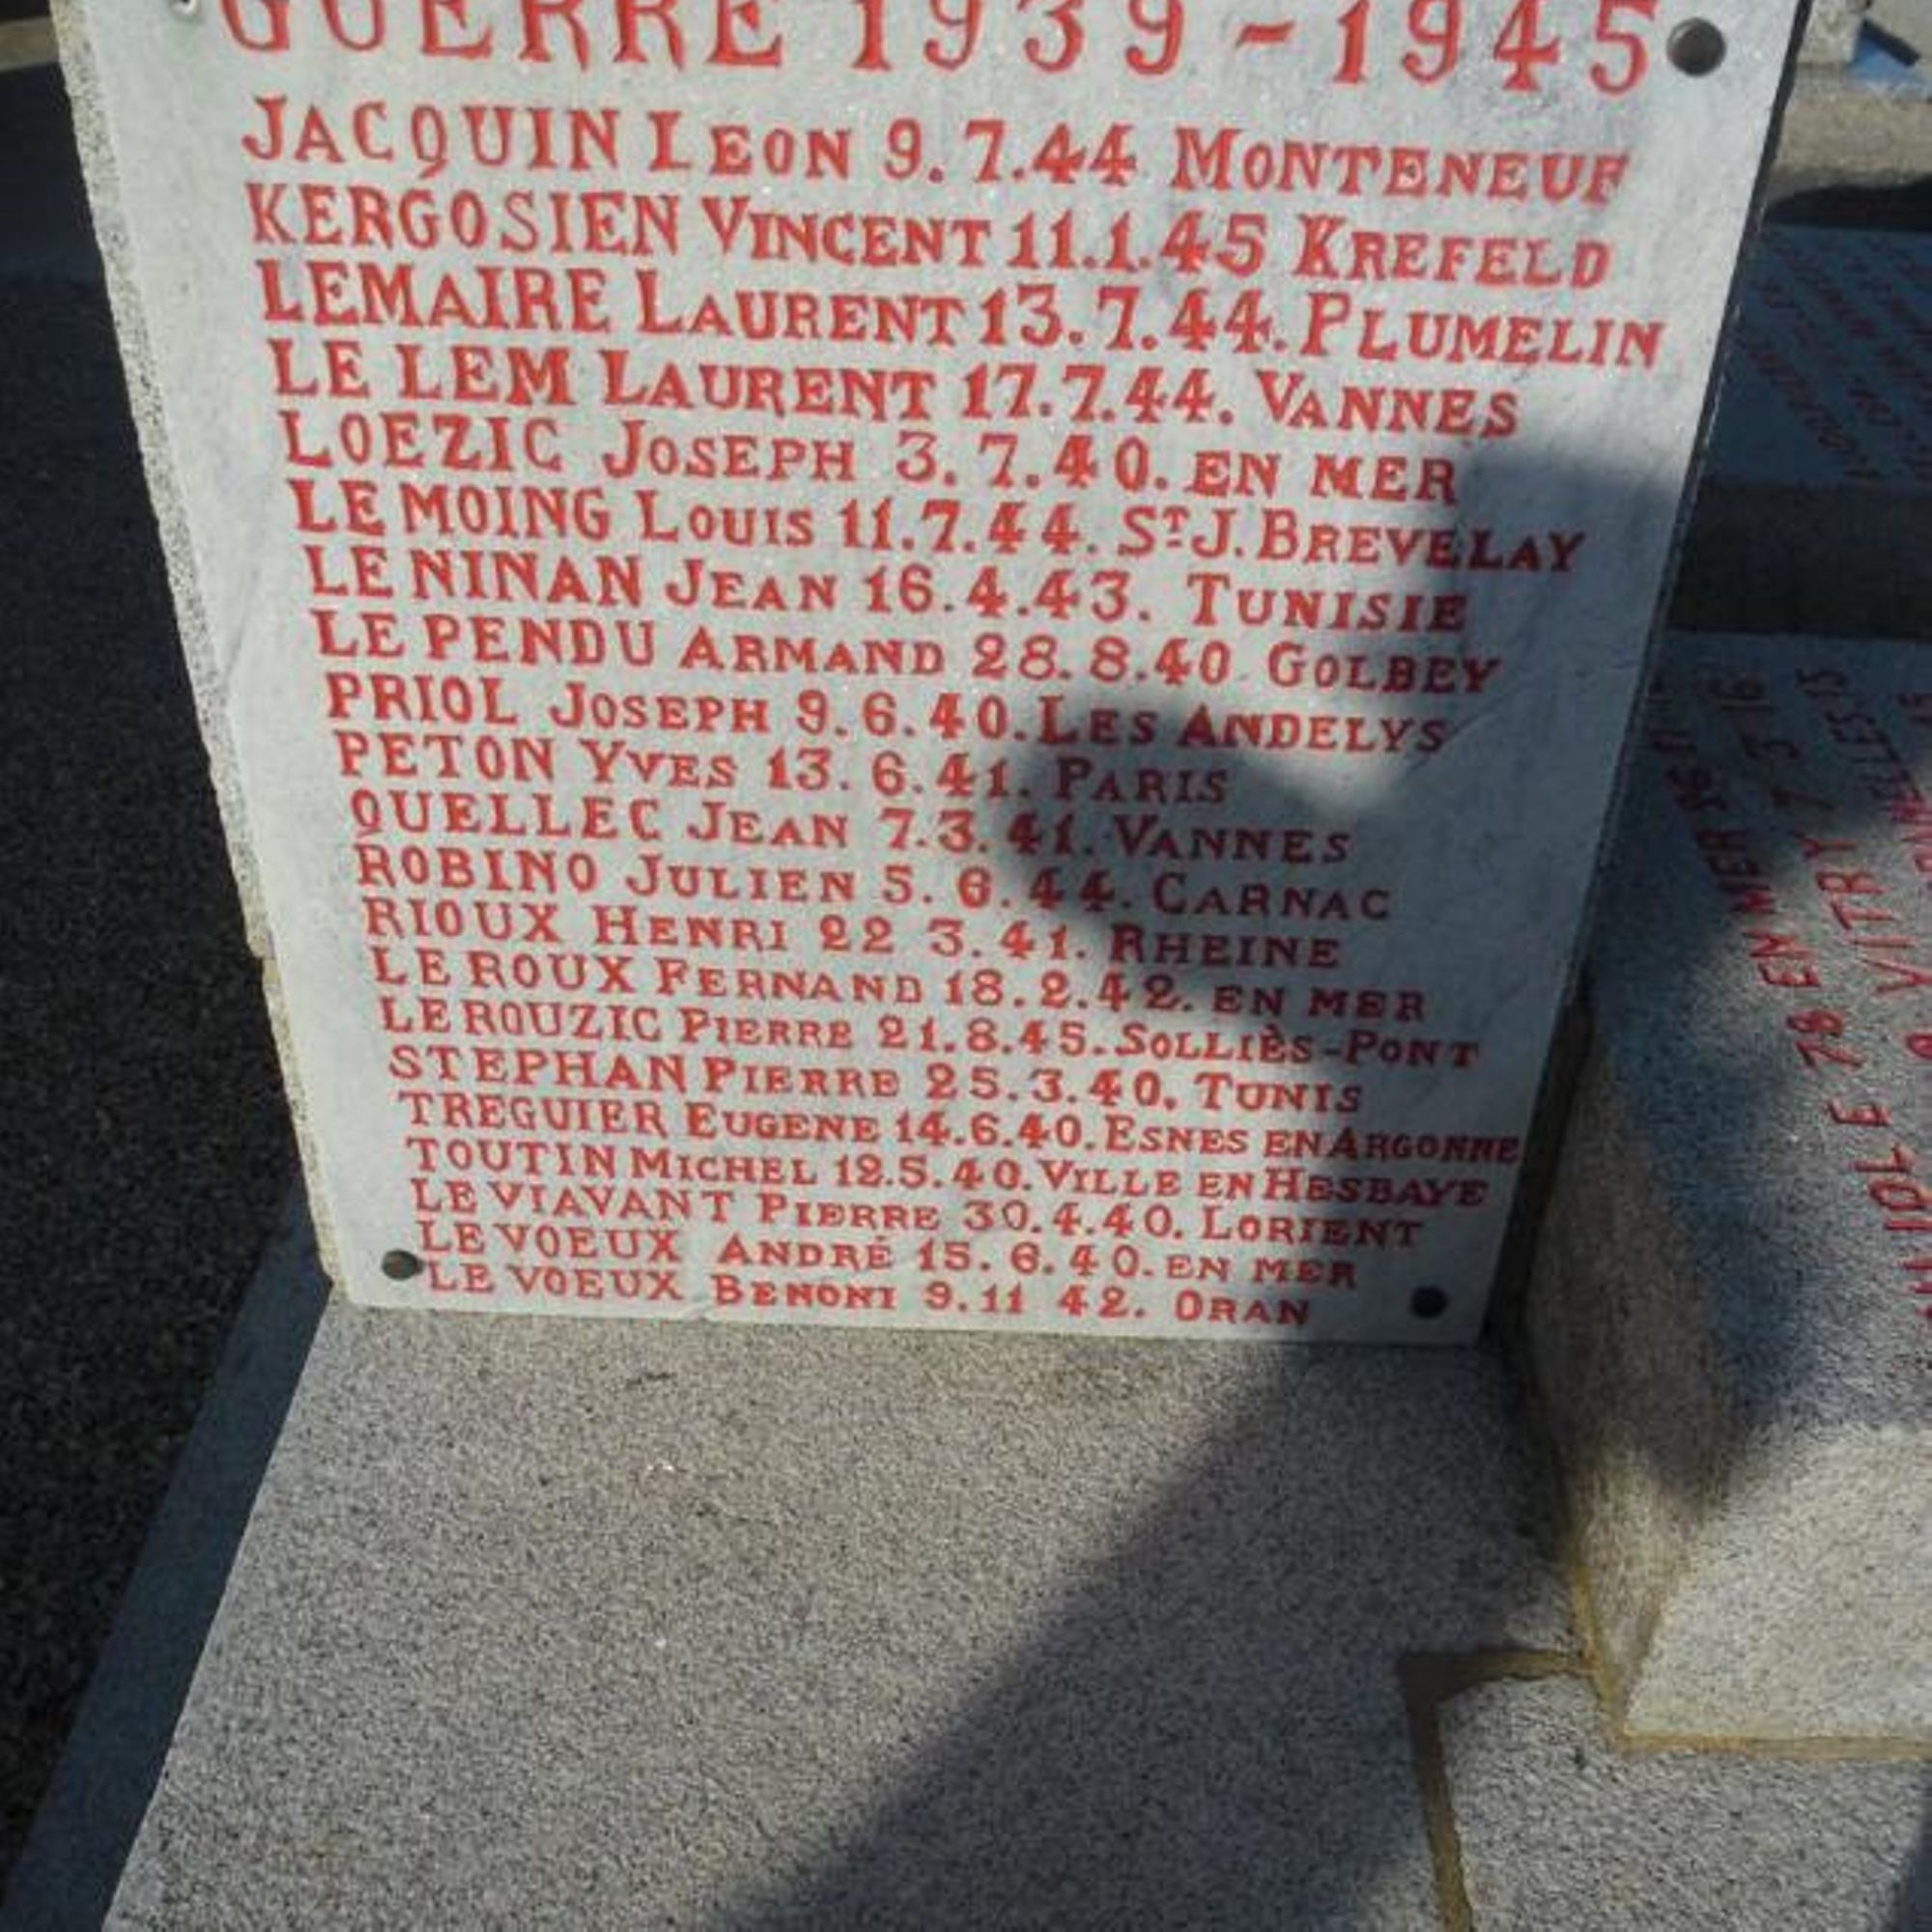 GUERRE 1939-1945
JACQUIN LEON 9.7.44 MONTENEUF
KERGOSIEN VINCENT 11.1.45 KREFELD
LEMAIRE LAURENT 13.7.44. PLUMELIN
LE LEM LAURENT 17.7.44. VANNES
LOEZIC JOSEPH 3.7.40. EN MER
LE MOING LOUIS 11.7.44. ST J. BREVELAY
LE NINAN JEAN 16.4.43. TUNISIE
LE PENDU ARMAND 28.8.40 GOLBEY
PRIOL JOSEPH 9.6.40. LES ANDELYS
PETON YVES 13.6.41. PARIS
QUELLEC JEAN 7.3.41. VANNES
ROBINO JULIEN 5.6.44. CARNAC
RIOUX HENRI 22 3.41. RHEINE
LE ROUX FERNAND 18.2.42. EN MER
LE ROUZIC PIERRE 21.8.45. SOLLIÈS-PONT
STEPHAN PIERRE 25.3.40. TUNIS
TREGUIER EUGENE 14.6.40. ESNES EN ARGONNE
TOUTIN MICHEL 12.5.40. VILLE EN HESBAYE
LE VIAVANT PIERRE 30.4.40. LORIENT
LE VOEUX ANDRÉ 15.6.40. EN MER
LE VOEUX BENONI 9.11 42. ORAN
EN MER 16
VITRY 7 3 16